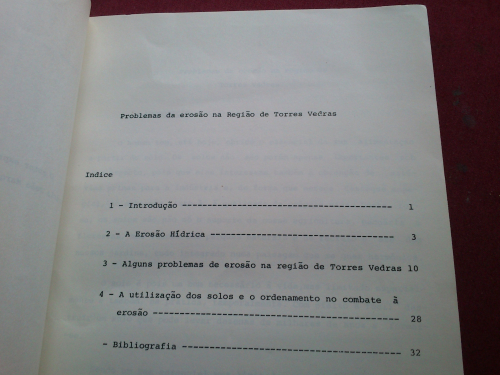 Problemas da erosão na Região de Torres Vedras
Indice
1 - Introdução ------------------------------------------- 1
2 - A Erosão Hídrica -------------------------------------- 3
3 - Alguns problemas de erosão na região de Torres Vedras 10
4 - A utilização dos solos e o ordenamento no combate à
erosão -------------------------------------------------- 28
- Bibliografia -------------------------------------------- 32